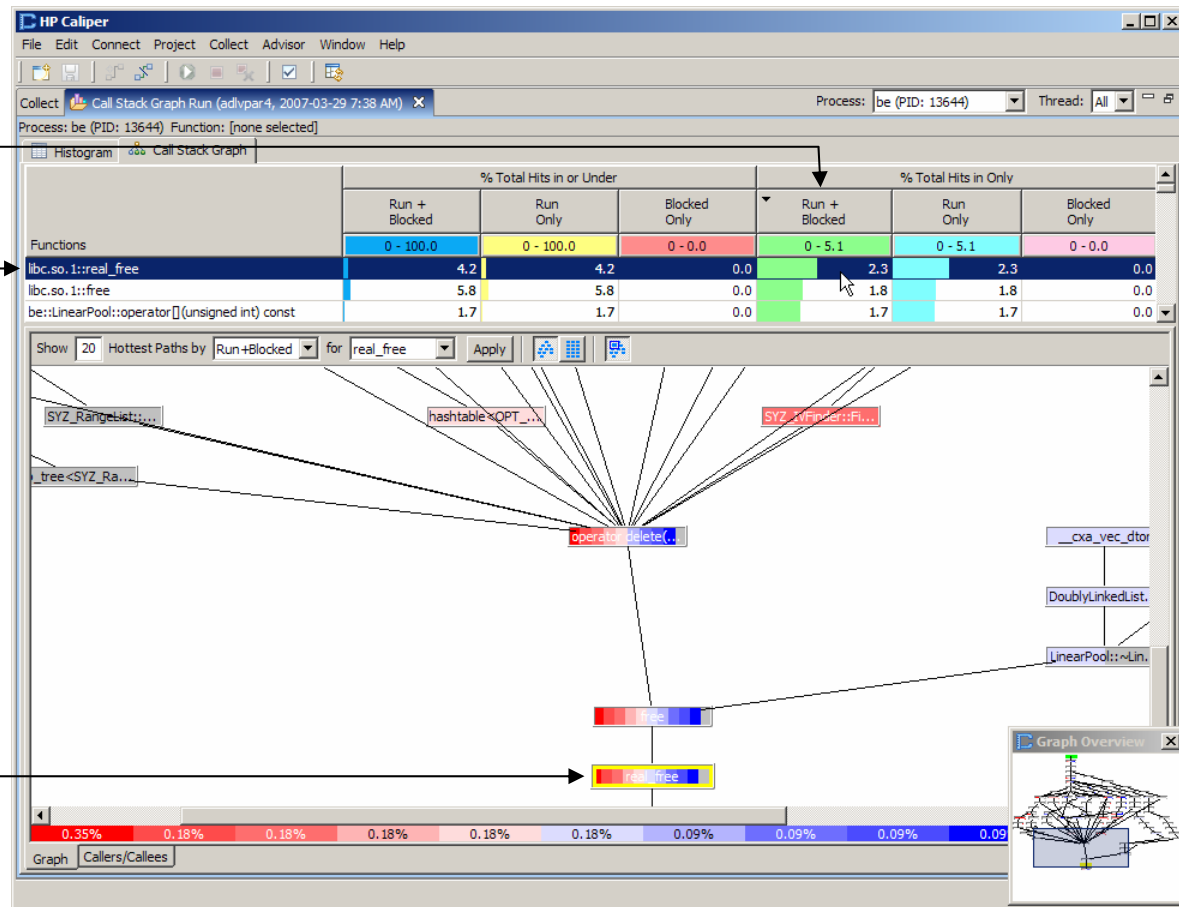 HP Caliper
File Edit Connect Project Collect Advisor Window Help
Collect Call Stack Graph Run (adlvpar4, 2007-03-29 7:38 AM) Process: be (PID: 13644) Thread: All
Process: be (PID: 13644) Function: [none selected]
Histogram Call Stack Graph
% Total Hits in or Under % Total Hits in Only
Run + Blocked Run Only Blocked Only Run + Blocked Run Only Blocked Only
Functions 0 - 100.0 0 - 100.0 0 - 0.0 0 - 5.1 0 - 5.1 0 - 0.0
libc.so.1::real_free 4.2 4.2 0.0 2.3 2.3 0.0
libc.so.1::free 5.8 5.8 0.0 1.8 1.8 0.0
be::LinearPool::operator[](unsigned int) const 1.7 1.7 0.0 1.7 1.7 0.0
Show 20 Hottest Paths by Run+Blocked for real_free Apply
SYZ_RangeList::... hashtable<OPT_... SYZ_IVFinder::Fi...
_tree<SYZ_Ra...
operator delete(... __cxa_vec_dtor
DoublyLinkedList.
LinearPool::~Lin.
free
Graph Overview
real_free
0.35% 0.18% 0.18% 0.18% 0.18% 0.18% 0.09% 0.09% 0.09% 0.09
Graph Callers/Callees